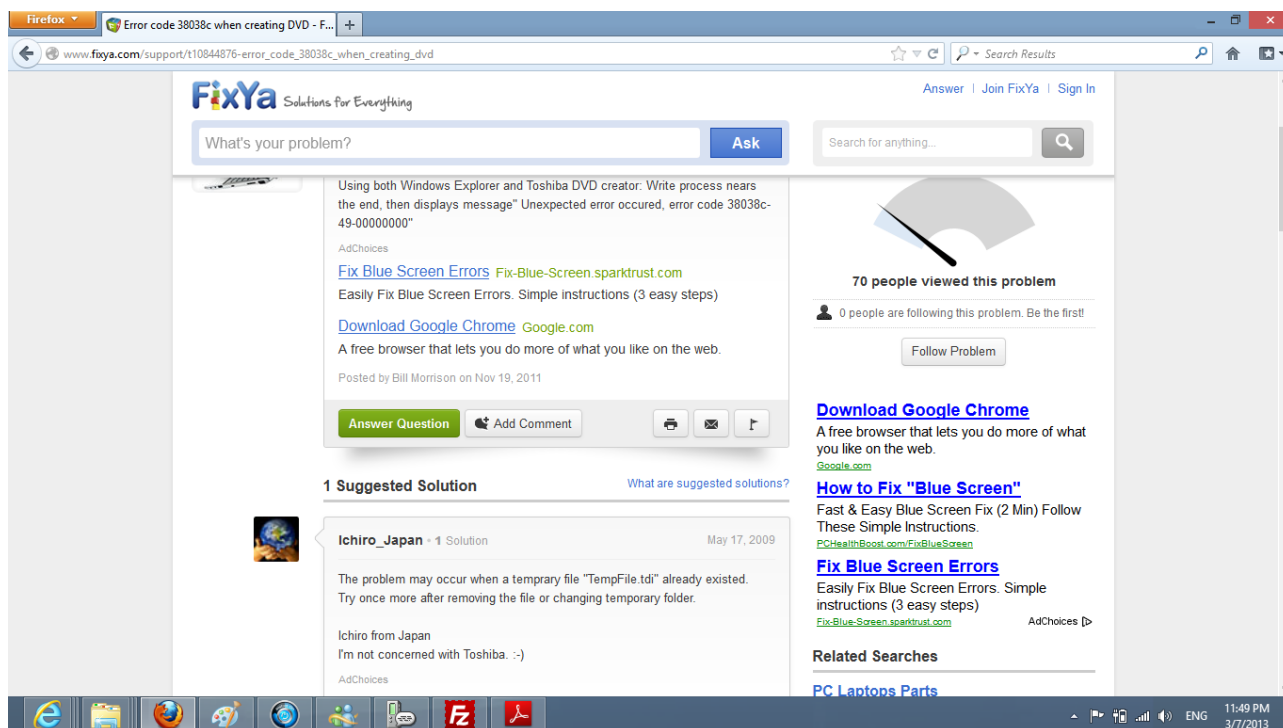 Firefox
Error code 38038c when creating DVD - F...
www.fixya.com/support/t10844876-error_code_38038c_when_creating_dvd
Search Results
FixYa Solutions for Everything
Answer | Join FixYa | Sign In
What's your problem?
Ask
Search for anything...
Using both Windows Explorer and Toshiba DVD creator: Write process nears
the end, then displays message" Unexpected error occured, error code 38038c-
49-00000000"
AdChoices
Fix Blue Screen Errors Fix-Blue-Screen.sparktrust.com
Easily Fix Blue Screen Errors. Simple instructions (3 easy steps)
Download Google Chrome Google.com
A free browser that lets you do more of what you like on the web.
Posted by Bill Morrison on Nov 19, 2011
Answer Question
Add Comment
1 Suggested Solution
What are suggested solutions?
Ichiro_Japan • 1 Solution
May 17, 2009
The problem may occur when a temprary file "TempFile.tdi" already existed.
Try once more after removing the file or changing temporary folder.
Ichiro from Japan
I'm not concerned with Toshiba. :-)
AdChoices
70 people viewed this problem
0 people are following this problem. Be the first!
Follow Problem
Download Google Chrome
A free browser that lets you do more of what
you like on the web.
Google.com
How to Fix "Blue Screen"
Fast & Easy Blue Screen Fix (2 Min) Follow
These Simple Instructions.
PCHealthBoost.com/FixBlueScreen
Fix Blue Screen Errors
Easily Fix Blue Screen Errors. Simple
instructions (3 easy steps)
Fix-Blue-Screen.sparktrust.com
AdChoices
Related Searches
PC Laptops Parts
ENG
11:49 PM
3/7/2013